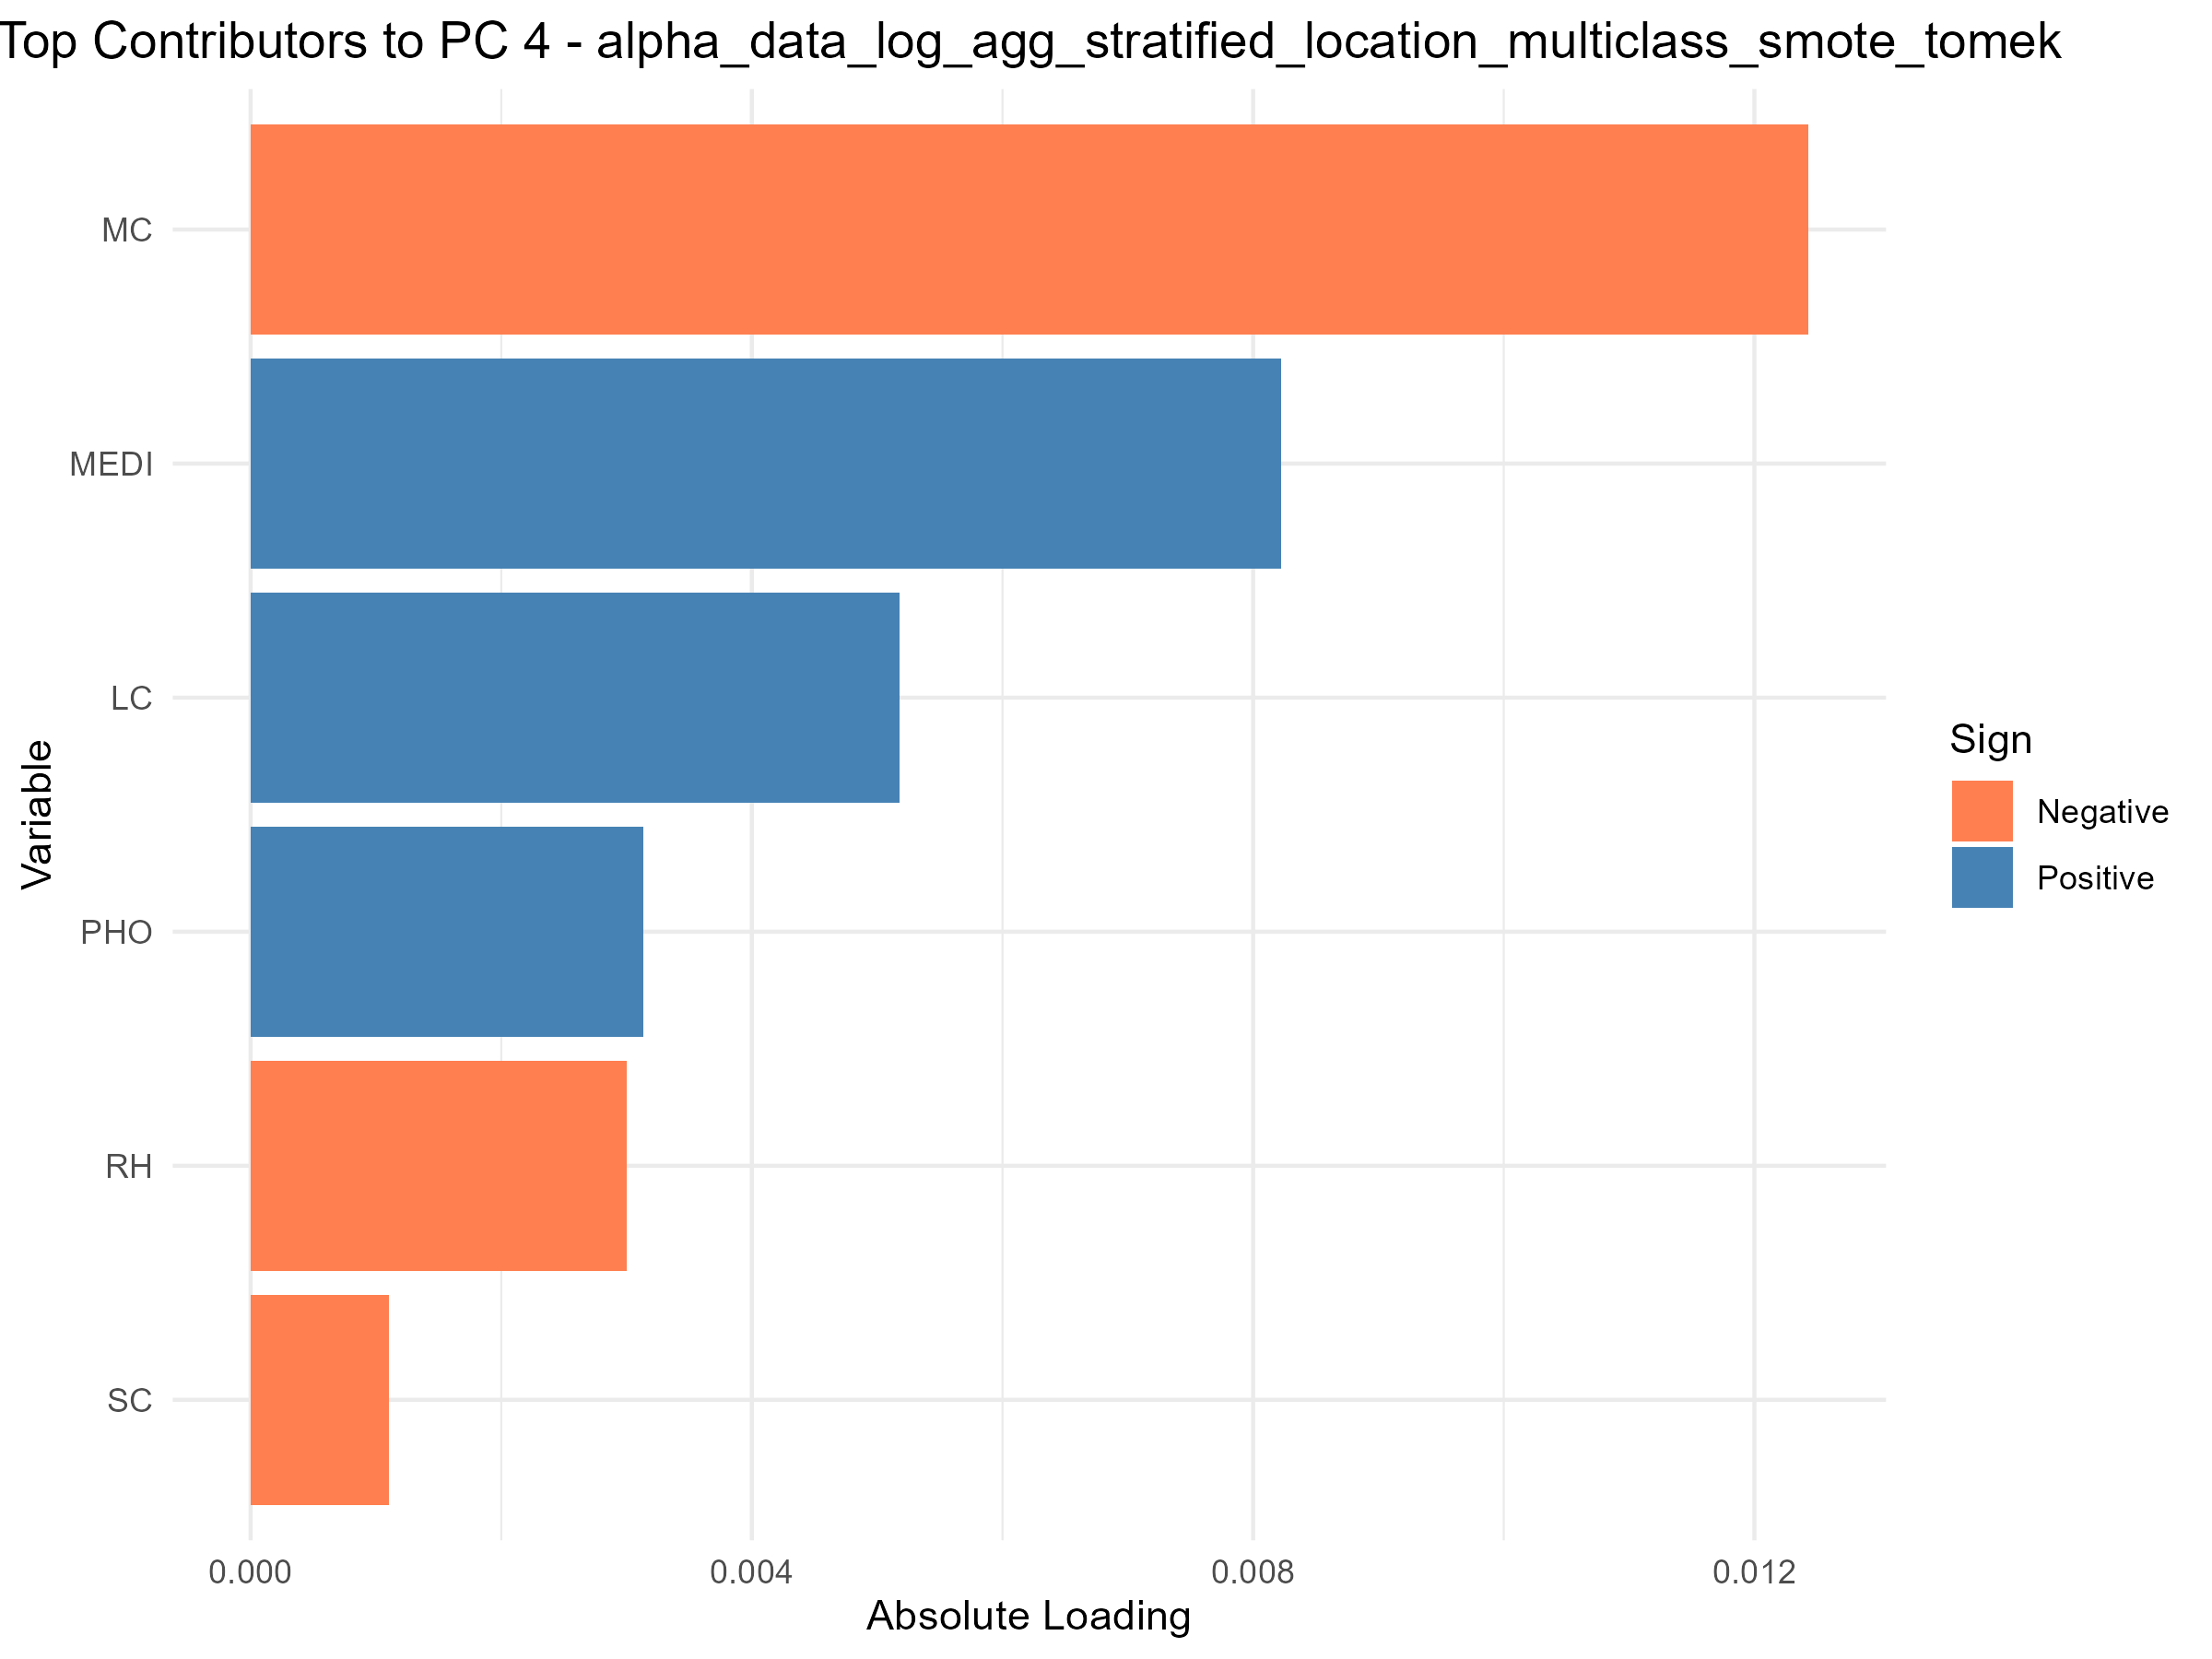 Top Contributors to PC 4 - alpha_data_log_agg_stratified_location_multiclass_smote_tomek
MC
MEDI
LC
PHO
RH
SC
Variable
0.000 0.004 0.008 0.012
Absolute Loading
Sign
Negative
Positive